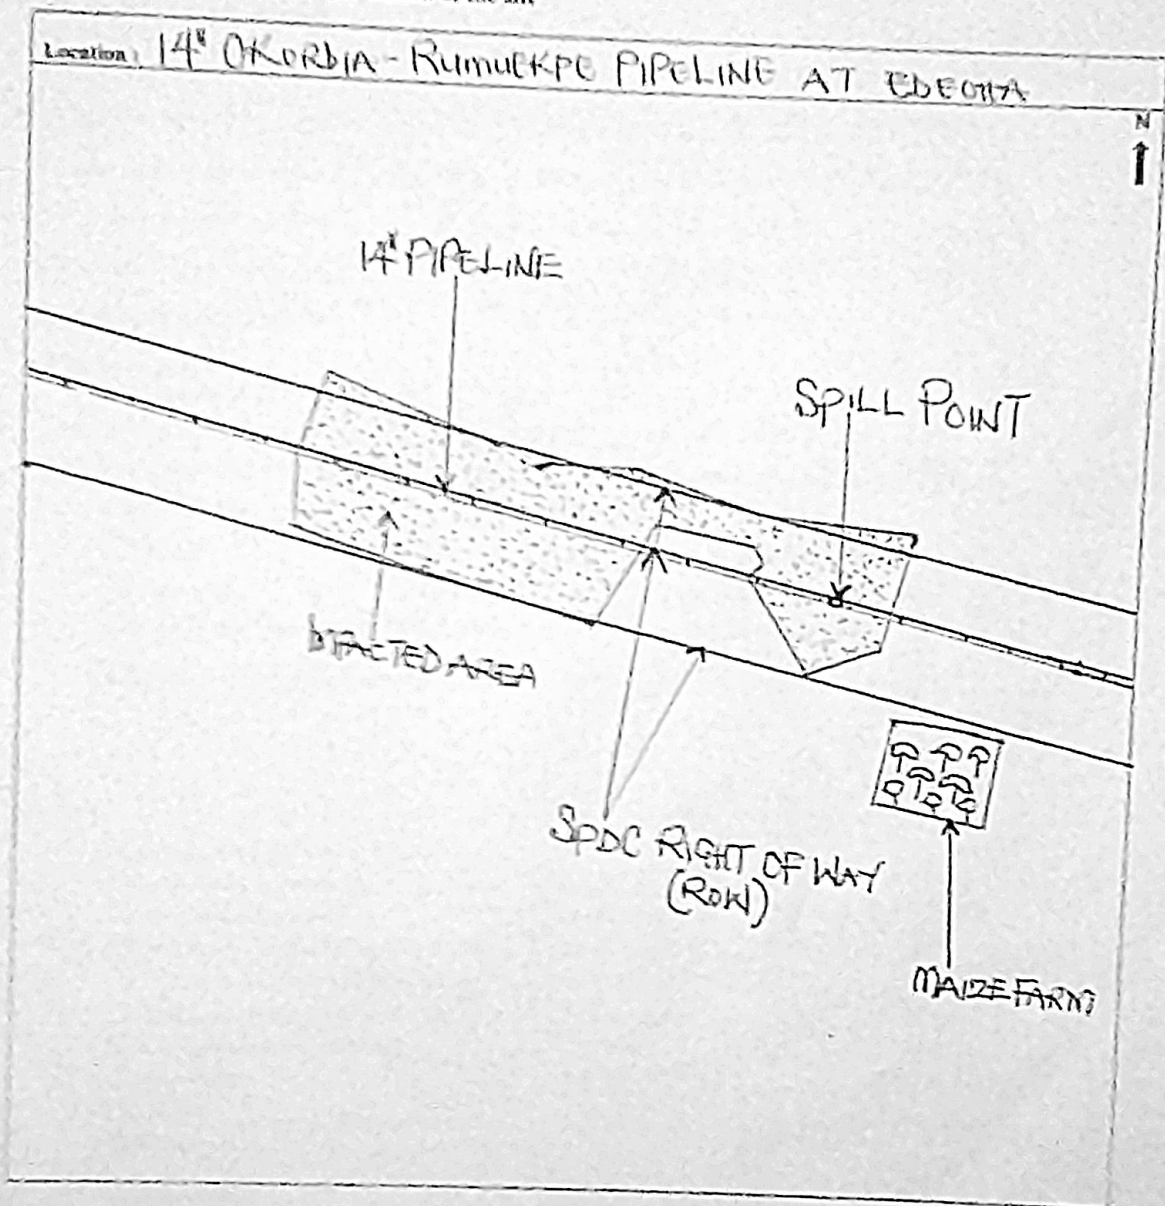 Location: 14" OKORDIA - RUMUEKPE PIPELINE AT EDEOHA
N
14" PIPELINE
SPILL POINT
AREA
SPDC RIGHT OF WAY
(ROW)
MAIZE FARM